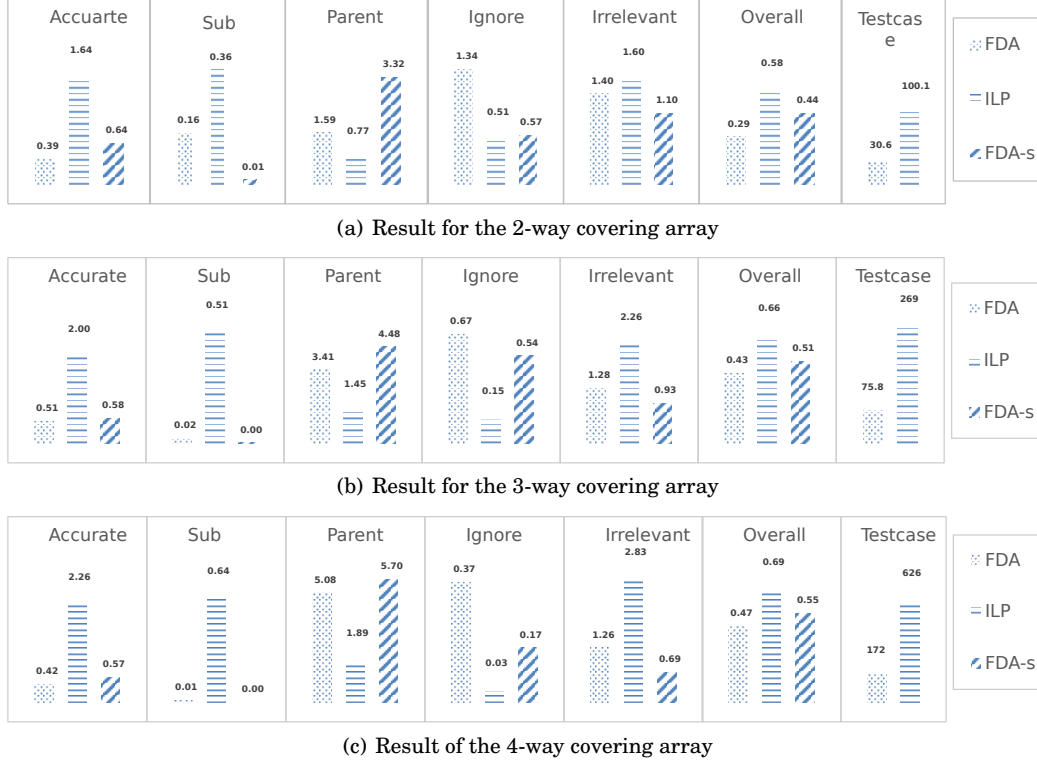 Accuarte
Sub
Parent
Ignore
Irrelevant
Overall
Testcas
e
0.39
1.64
0.64
0.16
0.36
0.01
1.59
0.77
3.32
1.34
0.51
0.57
1.40
1.60
1.10
0.29
0.58
0.44
30.6
100.1
FDA
ILP
FDA-s
(a) Result for the 2-way covering array
Accurate
Sub
Parent
Ignore
Irrelevant
Overall
Testcase
0.51
2.00
0.58
0.02
0.51
0.00
3.41
1.45
4.48
0.67
0.15
0.54
1.28
2.26
0.93
0.43
0.66
0.51
75.8
269
FDA
ILP
FDA-s
(b) Result for the 3-way covering array
Accurate
Sub
Parent
Ignore
Irrelevant
Overall
Testcase
0.42
2.26
0.57
0.01
0.64
0.00
5.08
1.89
5.70
0.37
0.03
0.17
1.26
2.83
0.69
0.47
0.69
0.55
172
626
FDA
ILP
FDA-s
(c) Result of the 4-way covering array